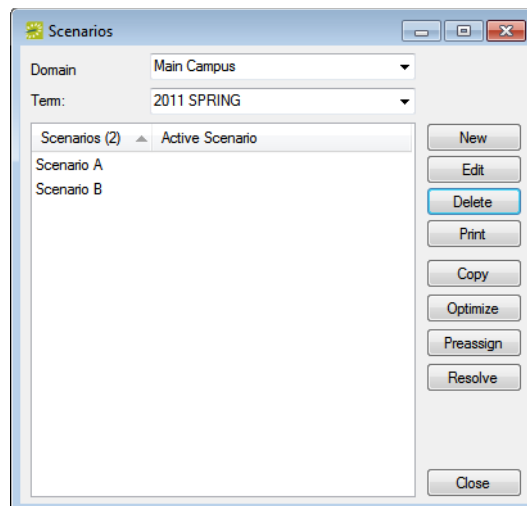 Scenarios
Domain Main Campus
Term: 2011 SPRING
Scenarios (2) Active Scenario
Scenario A
Scenario B
New
Edit
Delete
Print
Copy
Optimize
Preassign
Resolve
Close